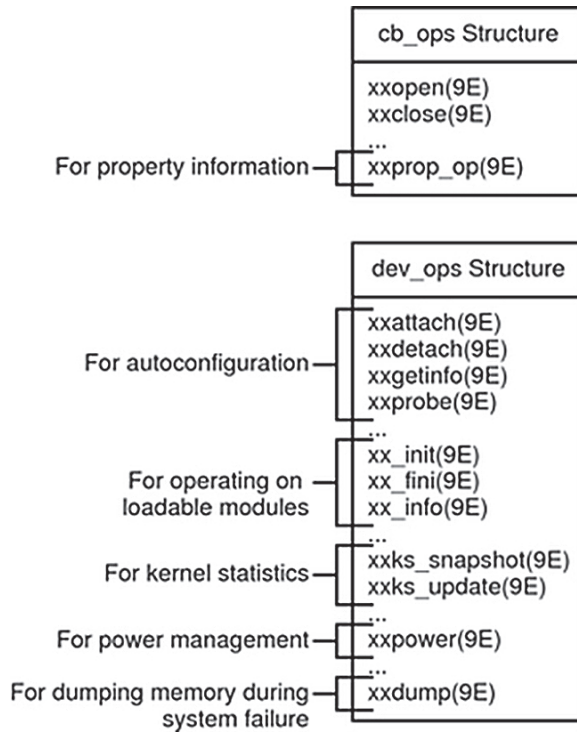 cb_ops Structure
xxopen(9E)
xxclose(9E)
...
For property information
xxprop_op(9E)
dev_ops Structure
For autoconfiguration
xxattach(9E)
xxdetach(9E)
xxgetinfo(9E)
xxprobe(9E)
...
For operating on
loadable modules
xx_init(9E)
xx_fini(9E)
xx_info(9E)
...
For kernel statistics
xxks_snapshot(9E)
xxks_update(9E)
...
For power management
xxpower(9E)
...
For dumping memory during
system failure
xxdump(9E)